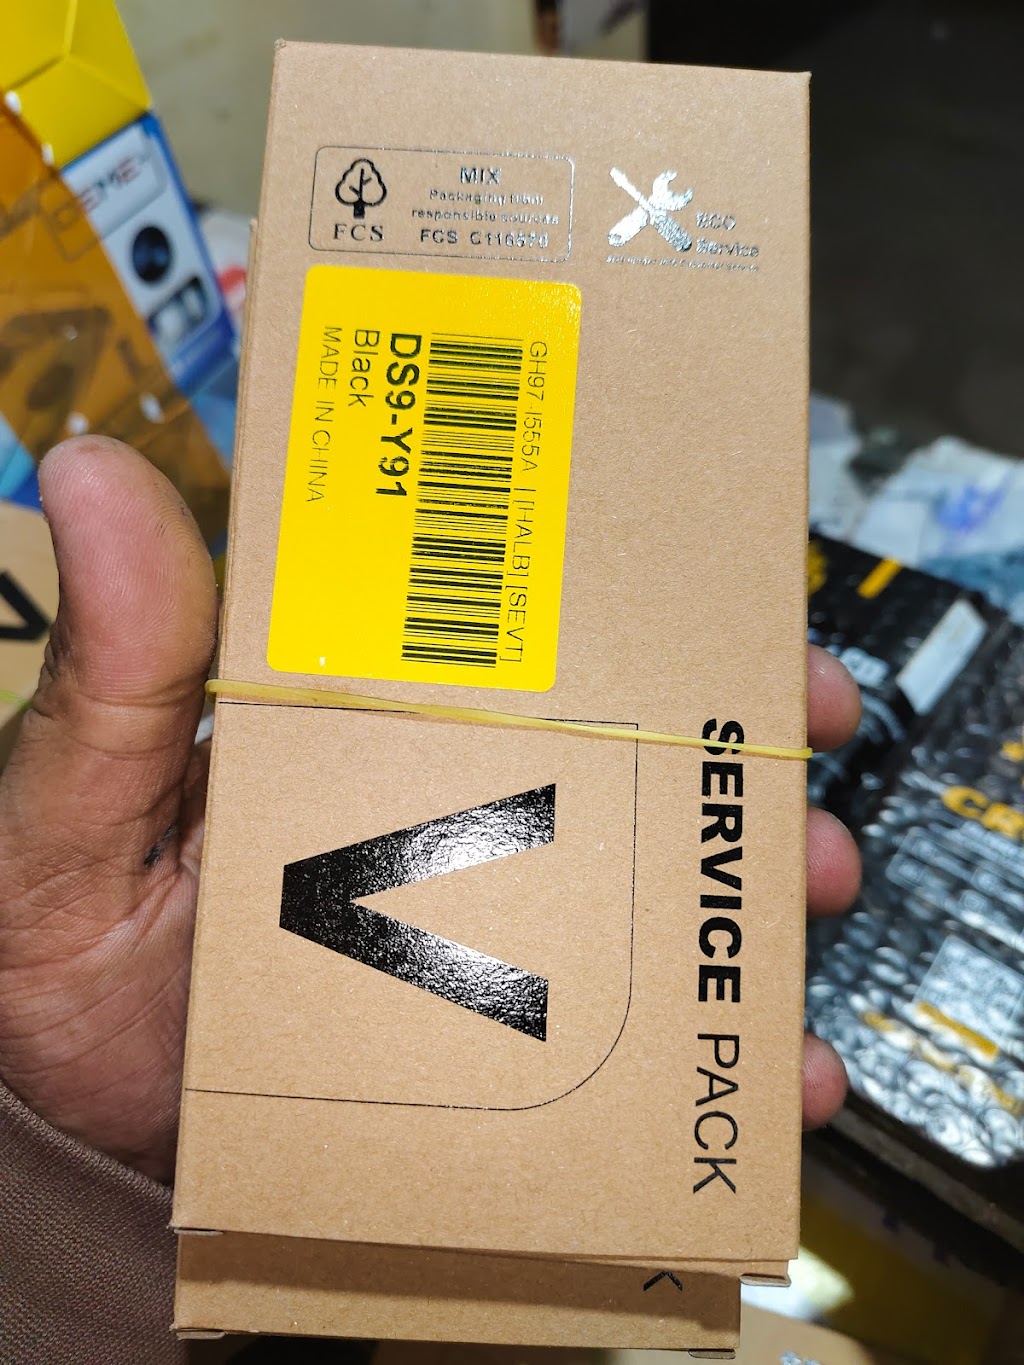 FCS
MIX
Packaging from
responsible sources
FCS C116570
ECO
Service
GH97-I555A | [HALB] [SEVT]
DS9-Y91
Black
MADE IN CHINA
SERVICE PACK
V